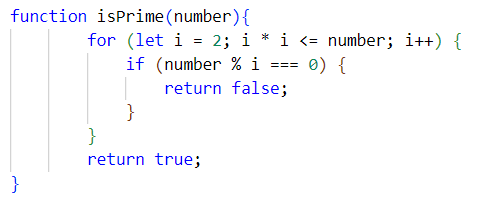 function isPrime(number){
        for (let i = 2; i * i <= number; i++) {
            if (number % i === 0) {
                return false;
            }
        }
        return true;
}